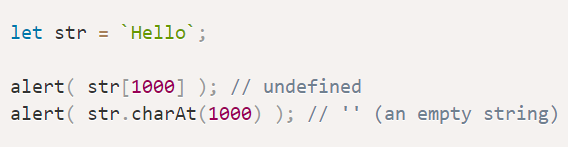 let str = `Hello`;
alert( str[1000] ); // undefined
alert( str.charAt(1000) ); // '' (an empty string)